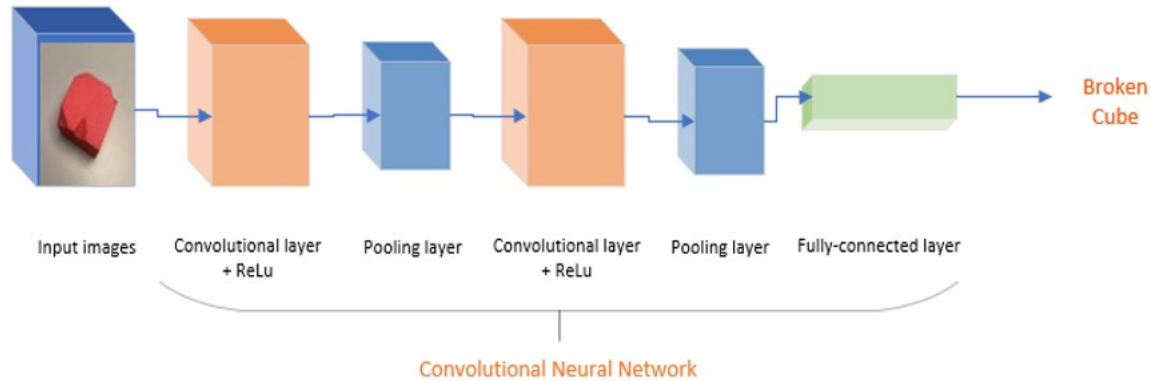 Broken
Cube
Input images
Convolutional layer
+ ReLu
Pooling layer
Convolutional layer
+ ReLu
Pooling layer
Fully-connected layer
Convolutional Neural Network